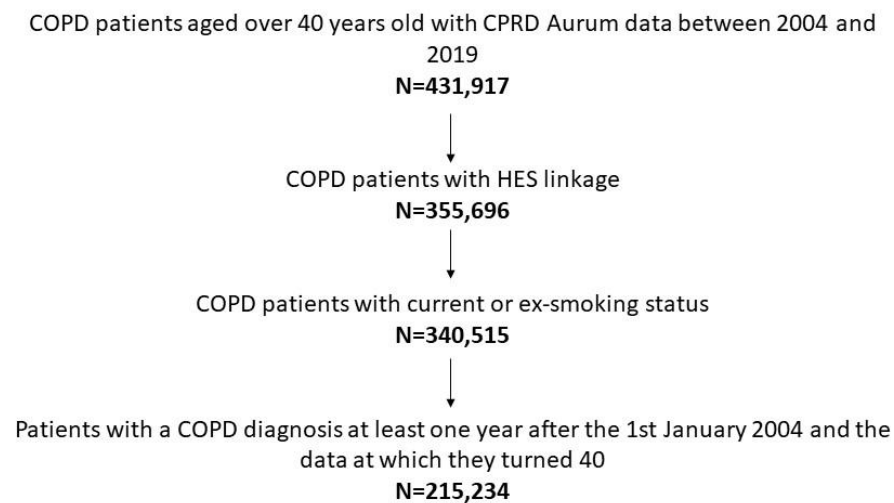 COPD patients aged over 40 years old with CPRD Aurum data between 2004 and
2019
N=431,917
COPD patients with HES linkage
N=355,696
COPD patients with current or ex-smoking status
N=340,515
Patients with a COPD diagnosis at least one year after the 1st January 2004 and the
data at which they turned 40
N=215,234